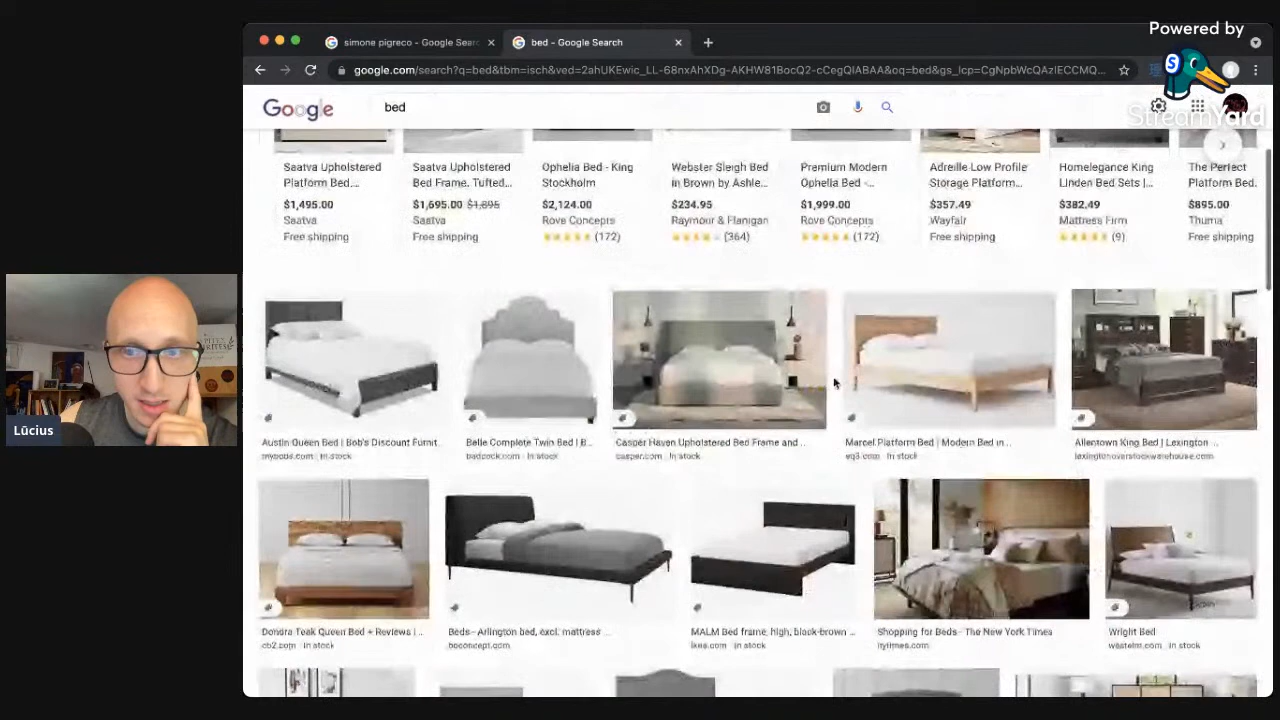 Powered by
StreamYard
simone pigreco - Google Sear
bed - Google Search
google.com/search?q=bed&tbm=isch&ved=2ahUKEwic_LL-68nxAhXDg-AKHW81BocQ2-cCegQIABAA&oq=bed&gs_lcp=CgNpbWcQAzIECCMQ...
Google
bed
Saatva Upholstered
Platform Bed...
$1,495.00
Saatva
Free shipping
Saatva Upholstered
Bed Frame. Tufted...
$1,695.00 $1,895
Saatva
Free shipping
Ophelia Bed - King
Stockholm
$2,124.00
Rove Concepts
(172)
Webster Sleigh Bed
in Brown by Ashle...
$234.95
Raymour & Flanigan
(364)
Premium Modern
Ophelia Bed -...
$1,999.00
Rove Concepts
(172)
Adreille Low Profile
Storage Platform...
$357.49
Wayfair
Free shipping
Homelegance King
Linden Bed Sets |...
$382.49
Mattress Firm
(9)
The Perfect
Platform Bed.
$895.00
Thuma
Free shipping
Austin Queen Bed | Bob's Discount Furnit...
mybobs.com · In stock
Belle Complete Twin Bed | B...
badcock.com · In stock
Casper Haven Upholstered Bed Frame and ...
casper.com · In stock
Marcel Platform Bed | Modern Bed in...
eq3.com · In stock
Allentown King Bed | Lexington ...
lexingtonoverstockwarehouse.com
Lūcius
Dondra Teak Queen Bed + Reviews | ...
cb2.com · In stock
Beds - Arlington bed, excl. mattress ...
boconcept.com
MALM Bed frame, high, black-brown ...
ikea.com · In stock
Shopping for Beds - The New York Times
nytimes.com
Wright Bed
westelm.com · In stock